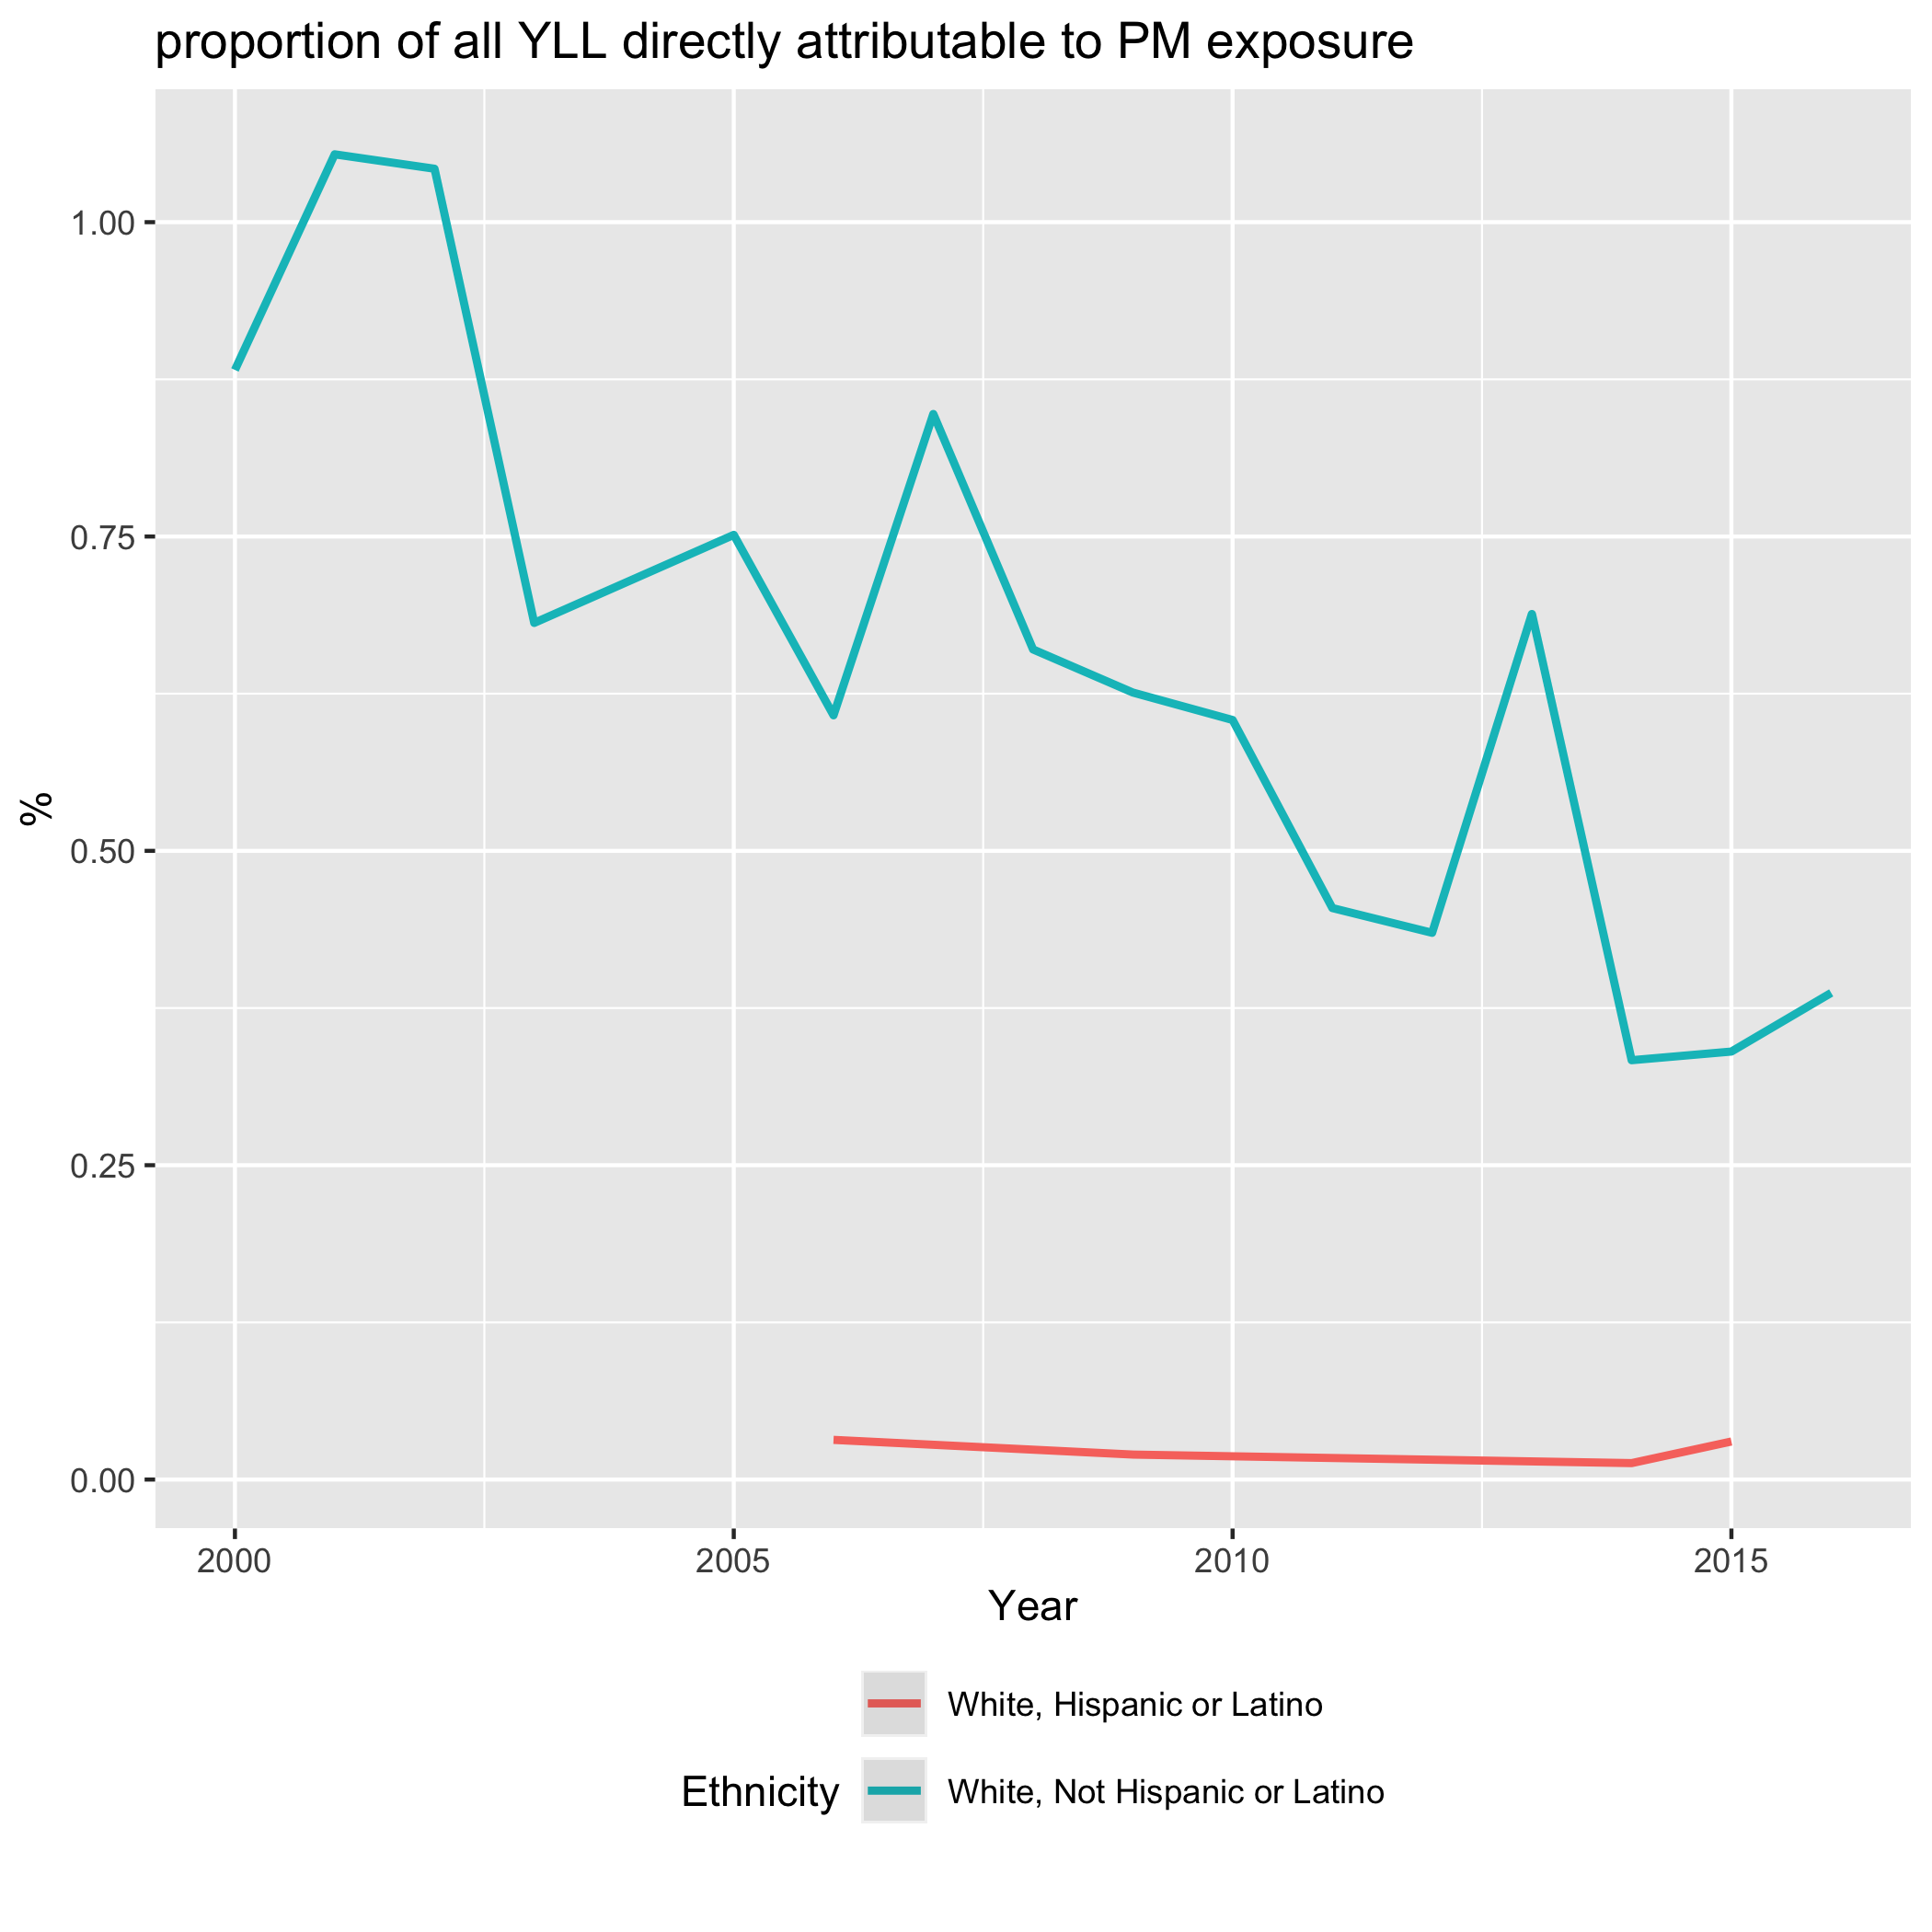 proportion of all YLL directly attributable to PM exposure
%
1.00
0.75
0.50
0.25
0.00
2000 2005 2010 2015
Year
Ethnicity
White, Hispanic or Latino
White, Not Hispanic or Latino